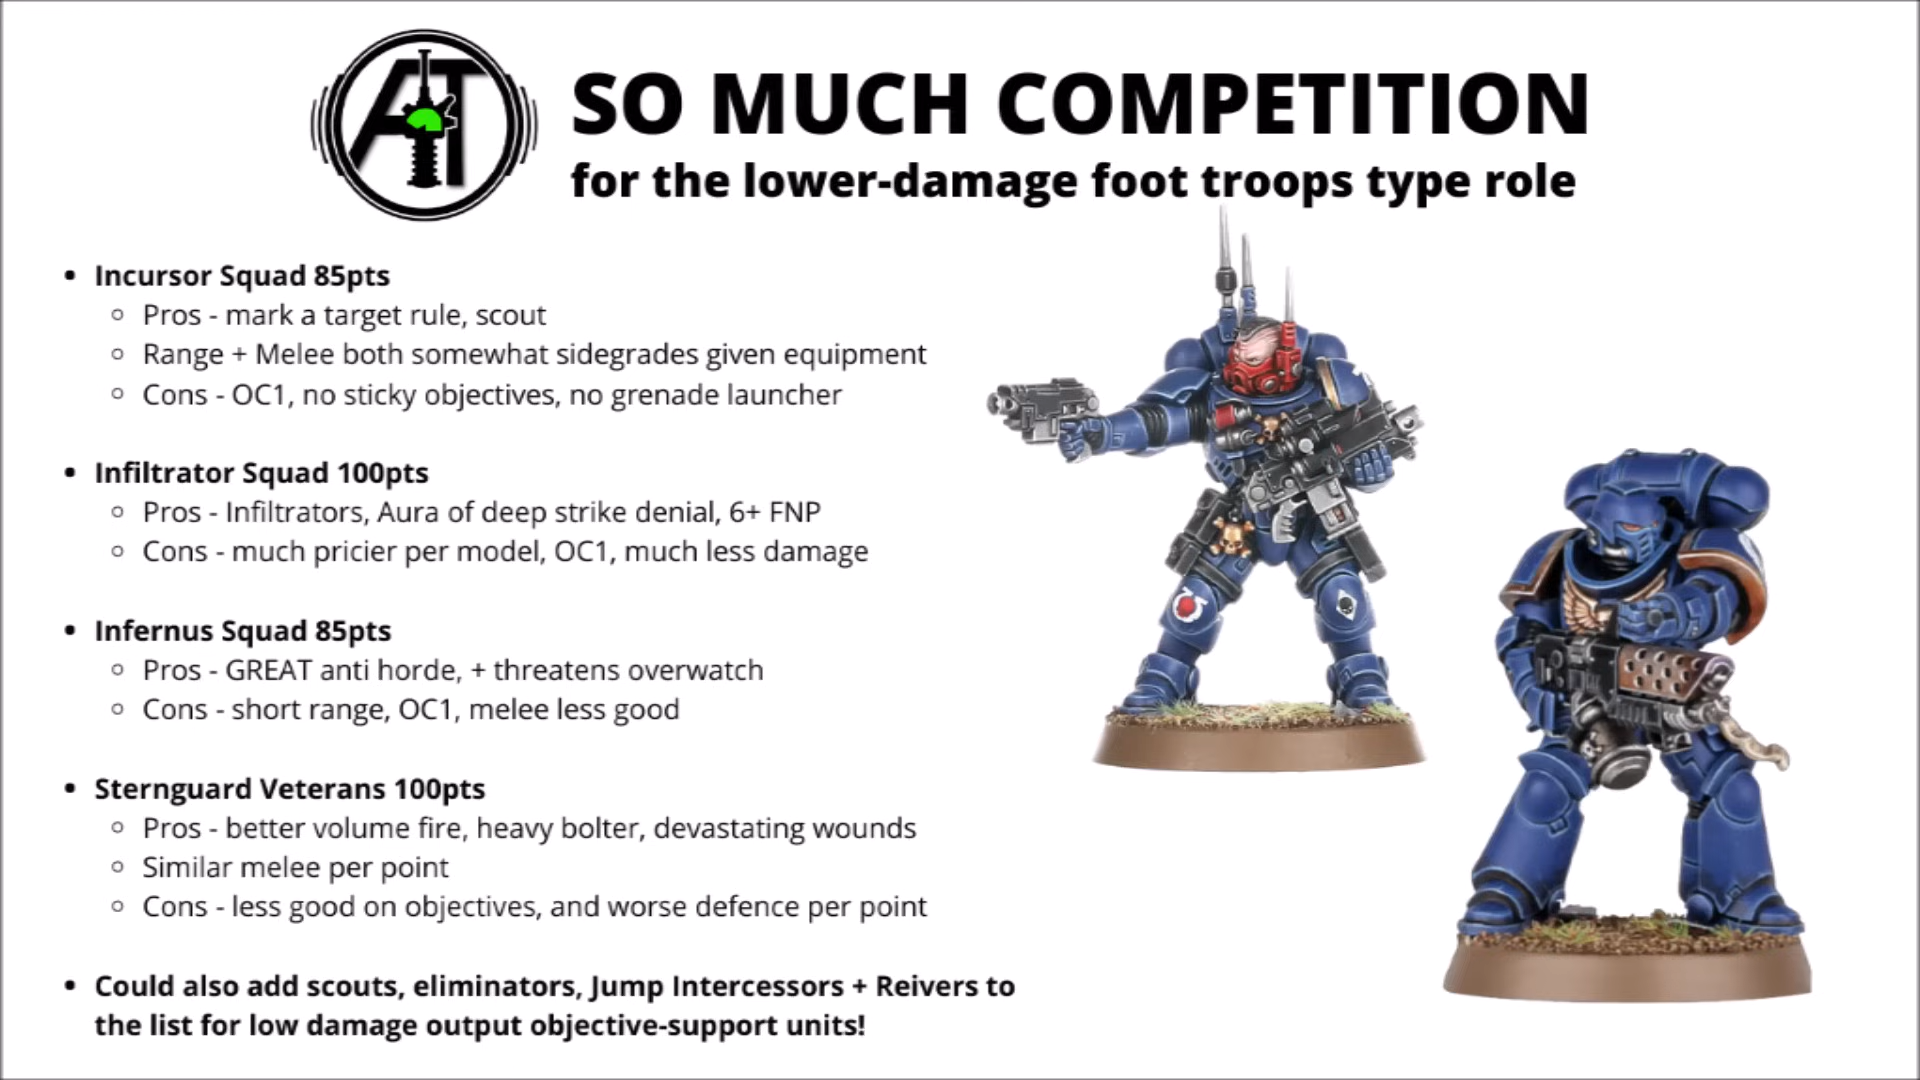 AT
SO MUCH COMPETITION
for the lower-damage foot troops type role
• Incursor Squad 85pts
○ Pros - mark a target rule, scout
○ Range + Melee both somewhat sidegrades given equipment
○ Cons - OC1, no sticky objectives, no grenade launcher
• Infiltrator Squad 100pts
○ Pros - Infiltrators, Aura of deep strike denial, 6+ FNP
○ Cons - much pricier per model, OC1, much less damage
• Infernus Squad 85pts
○ Pros - GREAT anti horde, + threatens overwatch
○ Cons - short range, OC1, melee less good
• Sternguard Veterans 100pts
○ Pros - better volume fire, heavy bolter, devastating wounds
○ Similar melee per point
○ Cons - less good on objectives, and worse defence per point
• Could also add scouts, eliminators, Jump Intercessors + Reivers to
the list for low damage output objective-support units!